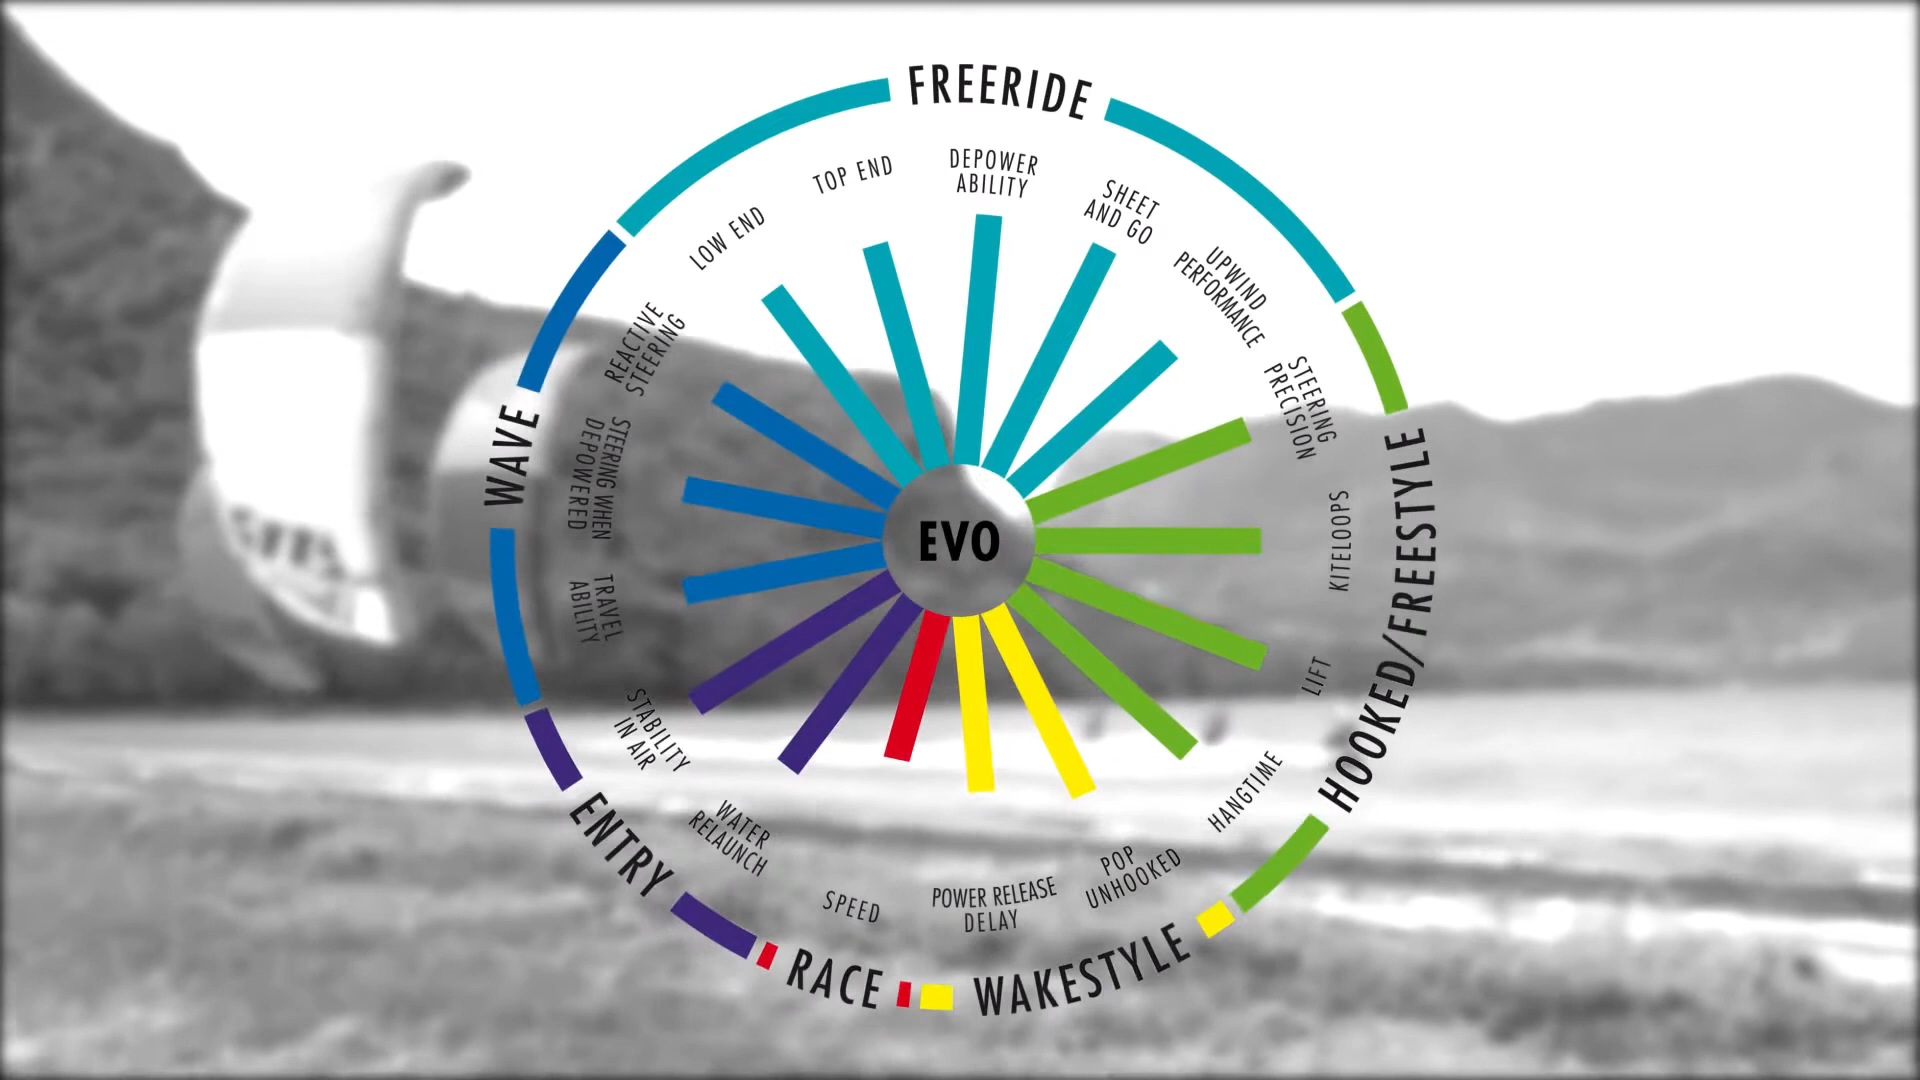 FREERIDE
TOP END
DEPOWER
ABILITY
SHEET
AND GO
LOW END
UPWIND
PERFORMANCE
REACTIVE
STEERING
STEERING
PRECISION
WAVE
STEERING WHEN
DEPOWERED
HOOKED/FREESTYLE
KITELOOPS
EVO
TRAVEL
ABILITY
LIFT
STABILITY
IN AIR
HANGTIME
ENTRY
WATER
RELAUNCH
POP
UNHOOKED
SPEED
POWER RELEASE
DELAY
RACE
WAKESTYLE